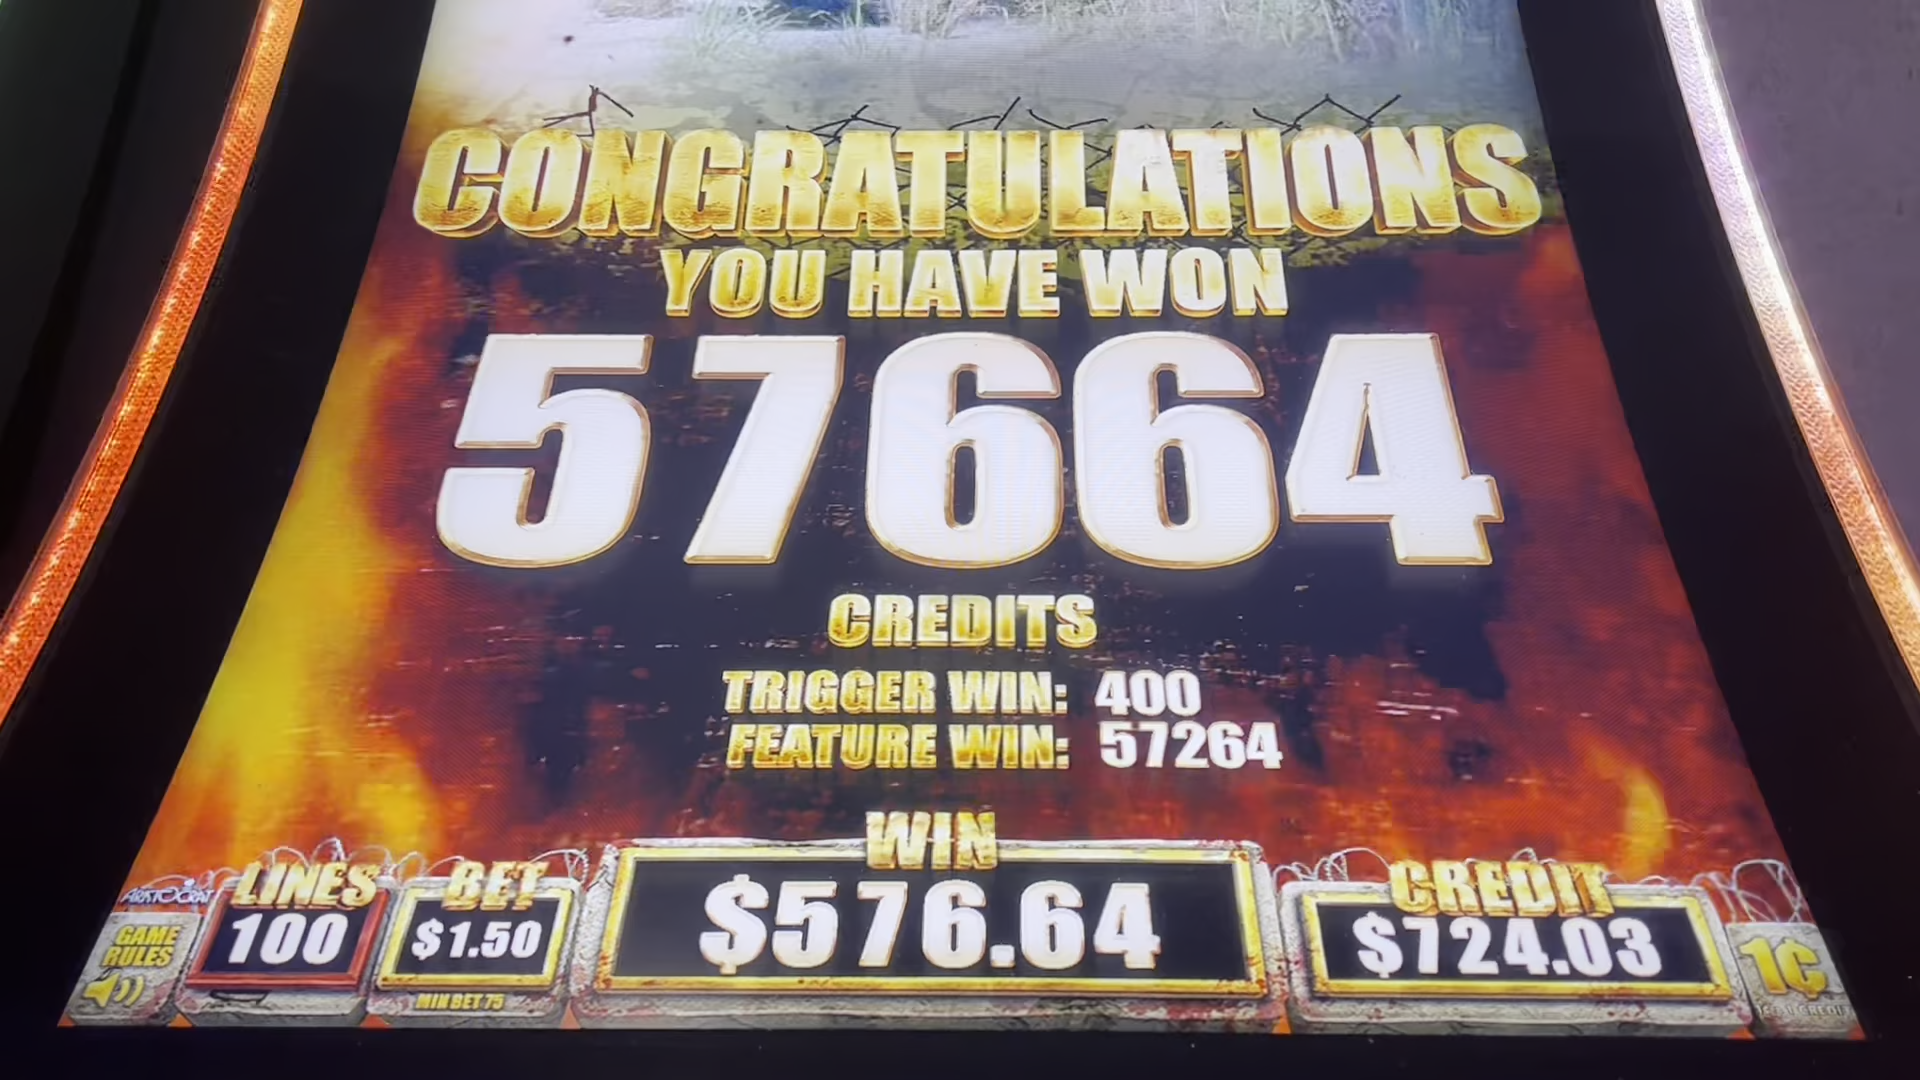 CONGRATULATIONS
YOU HAVE WON
57664
CREDITS
TRIGGER WIN: 400
FEATURE WIN: 57264
WIN
$576.64
ARISTOCRAT
GAME
RULES
LINES
100
BET
$1.50
MIN BET 75
CREDIT
$724.03
1¢